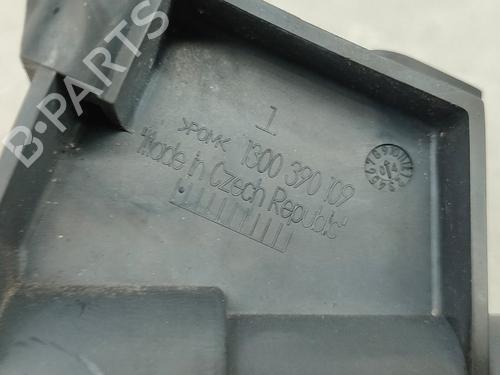 B-PARTS
1
>POM< 1300 390 109
"Made in Czech Republic"